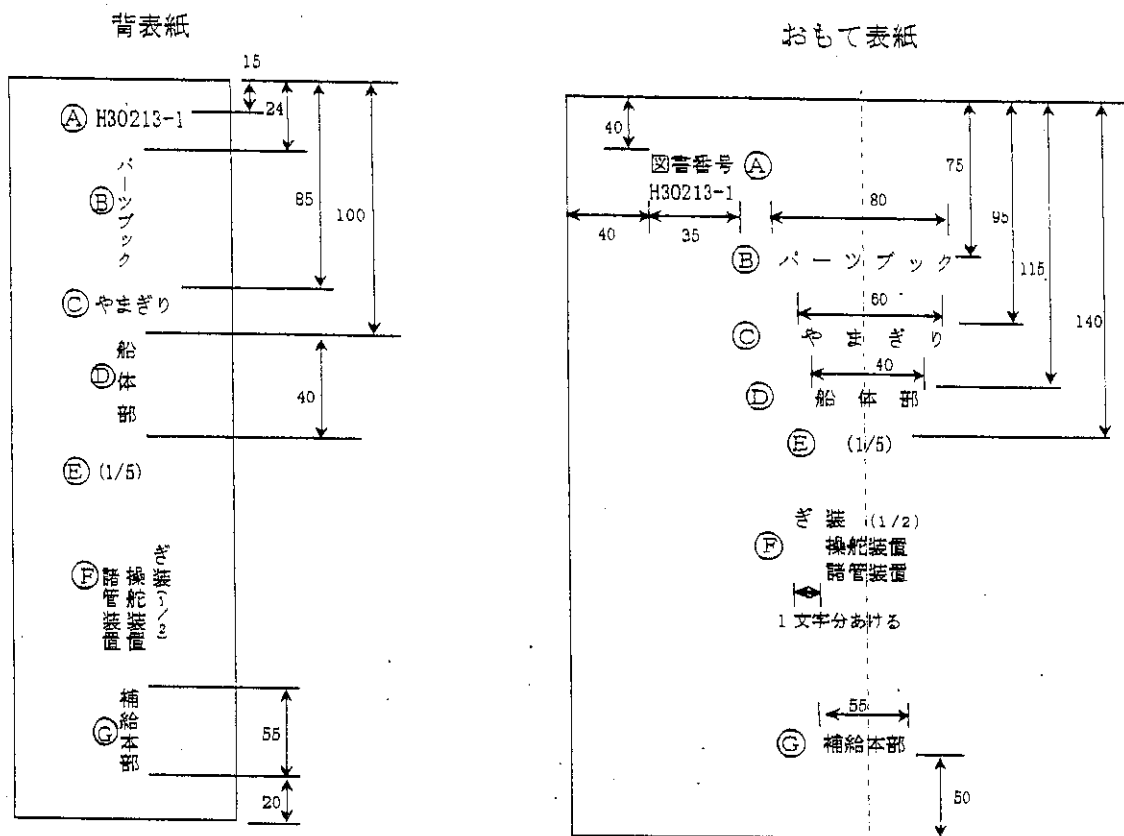 背表紙
15
24
85
100
Ⓐ H30213-1
Ⓑ パーツブック
Ⓒ やまぎり
Ⓓ 船体部
40
Ⓔ (1/5)
Ⓕ ぎ装(1/2)
操舵装置
諸管装置
Ⓖ 補給本部
55
20
おもて表紙
40
75
95
115
140
図書番号 Ⓐ
H30213-1
40
35
80
Ⓑ パーツブック
60
Ⓒ やまぎり
40
Ⓓ 船体部
Ⓔ (1/5)
Ⓕ ぎ装 (1/2)
操舵装置
諸管装置
1文字分あける
55
Ⓖ 補給本部
50